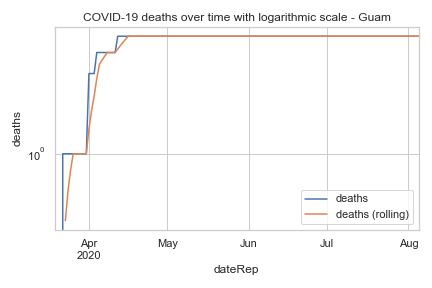 COVID-19 deaths over time with logarithmic scale - Guam
deaths
10⁰
deaths
deaths (rolling)
Apr May Jun Jul Aug
2020
dateRep